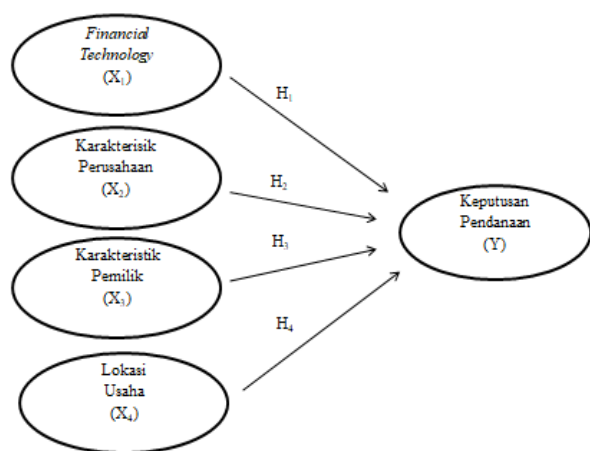 Financial
Technology
(X₁)
H₁
Karakterisik
Perusahaan
(X₂)
H₂
Keputusan
Pendanaan
(Y)
Karakteristik
Pemilik
(X₃)
H₃
H₄
Lokasi
Usaha
(X₄)